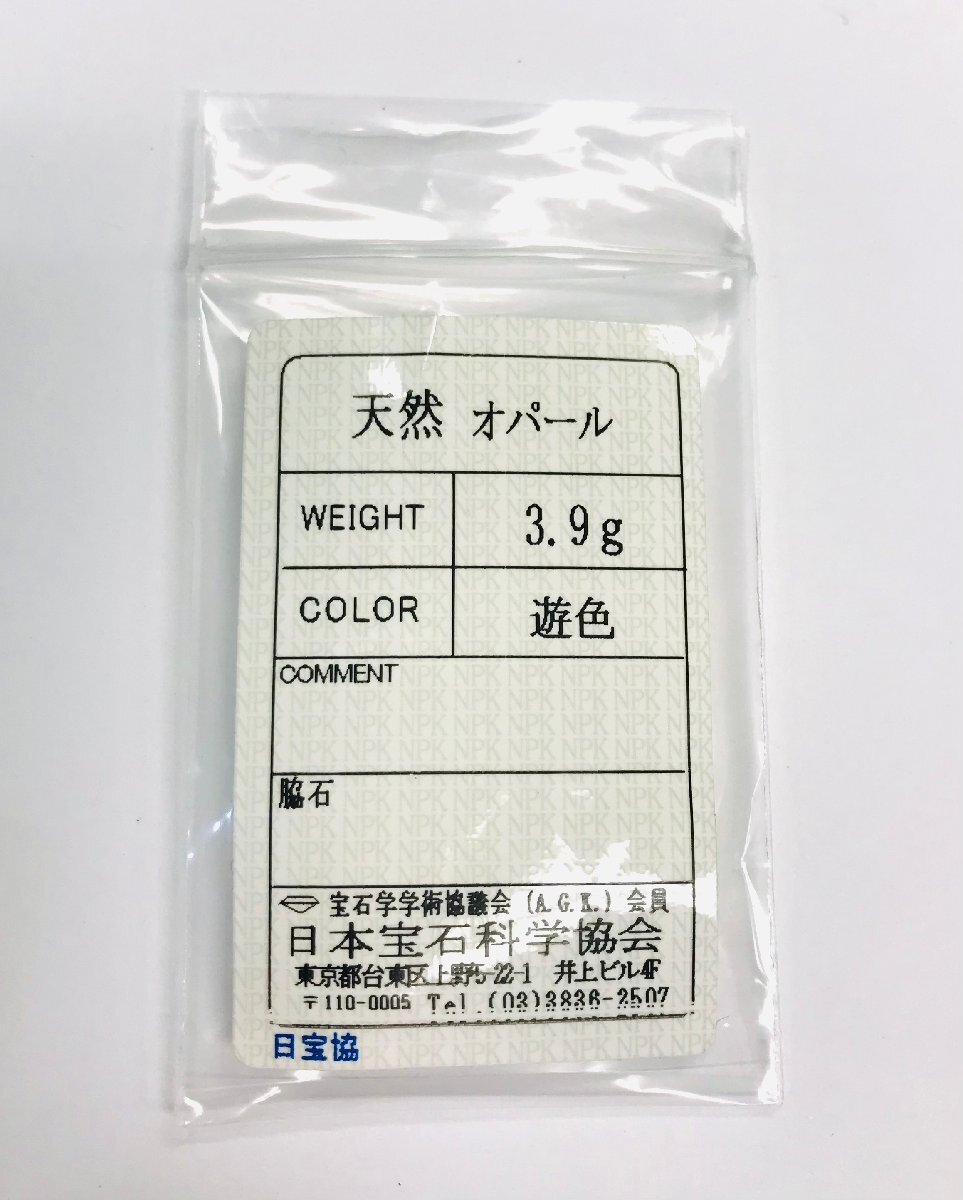 天然 オパール
WEIGHT 3.9g
COLOR 遊色
COMMENT
脇石
宝石学学術協議会 (A.G.K.) 会員
日本宝石科学協会
東京都台東区上野5-22-1 井上ビル4F
〒110-0005 Tel (03)3836-2507
日宝協